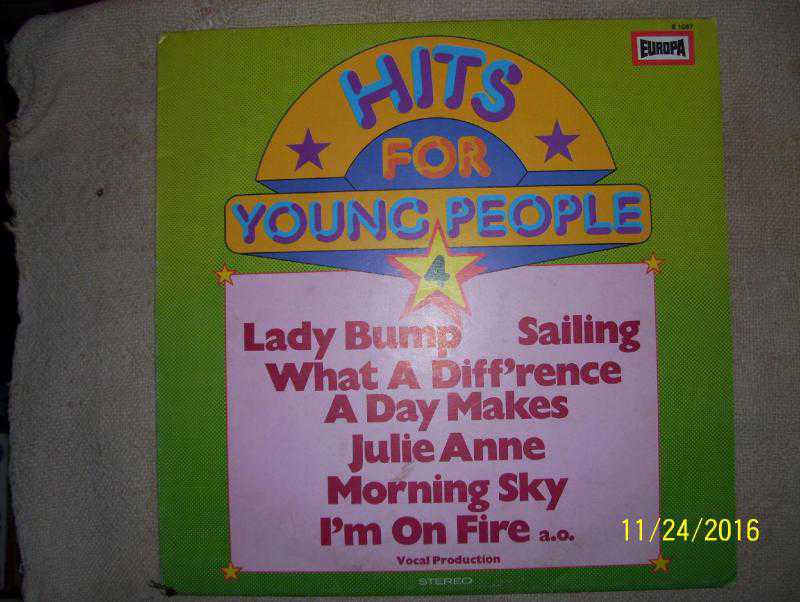 E 1087
EUROPA
HITS
FOR
YOUNG PEOPLE
4
Lady Bump Sailing
What A Diff'rence
A Day Makes
Julie Anne
Morning Sky
I'm On Fire a.o.
Vocal Production
STEREO
11/24/2016